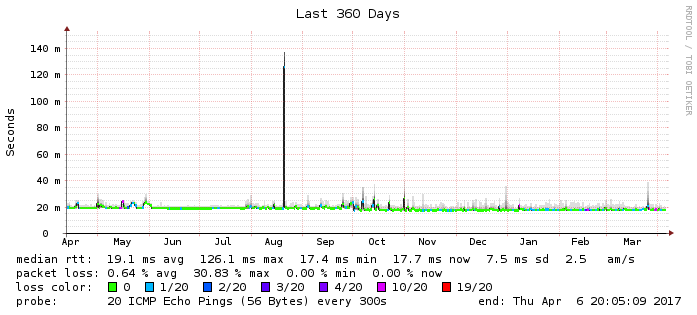 Last 360 Days
RRDTOOL / TOBI OETIKER
Seconds
140 m
120 m
100 m
80 m
60 m
40 m
20 m
0
Apr May Jun Jul Aug Sep Oct Nov Dec Jan Feb Mar
median rtt: 19.1 ms avg 126.1 ms max 17.4 ms min 17.7 ms now 7.5 ms sd 2.5 am/s
packet loss: 0.64 % avg 30.83 % max 0.00 % min 0.00 % now
loss color: 0 1/20 2/20 3/20 4/20 10/20 19/20
probe: 20 ICMP Echo Pings (56 Bytes) every 300s end: Thu Apr 6 20:05:09 2017